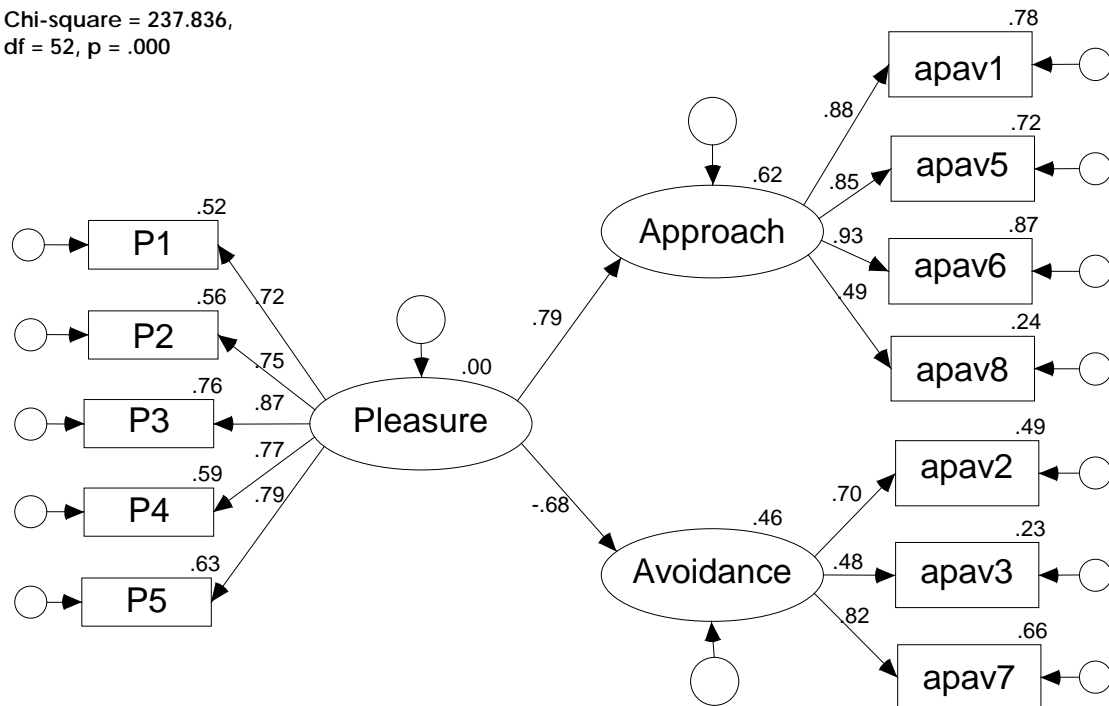 Chi-square = 237.836,
df = 52, p = .000
.52
P1
.72
.56
P2
.75
.76
P3
.87
.59
P4
.77
.63
P5
.79
.00
Pleasure
.79
-.68
.62
Approach
.88
.85
.93
.49
.78
apav1
.72
apav5
.87
apav6
.24
apav8
.46
Avoidance
.70
.48
.82
.49
apav2
.23
apav3
.66
apav7